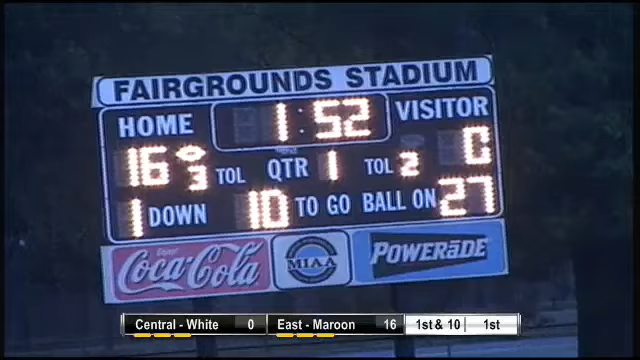 FAIRGROUNDS STADIUM
HOME 1:52 VISITOR
16 3 TOL QTR 1 TOL 2 0
1 DOWN 10 TO GO BALL ON 27
Enjoy
Coca-Cola MIAA POWERADE
Central - White 0 East - Maroon 16 1st & 10 1st